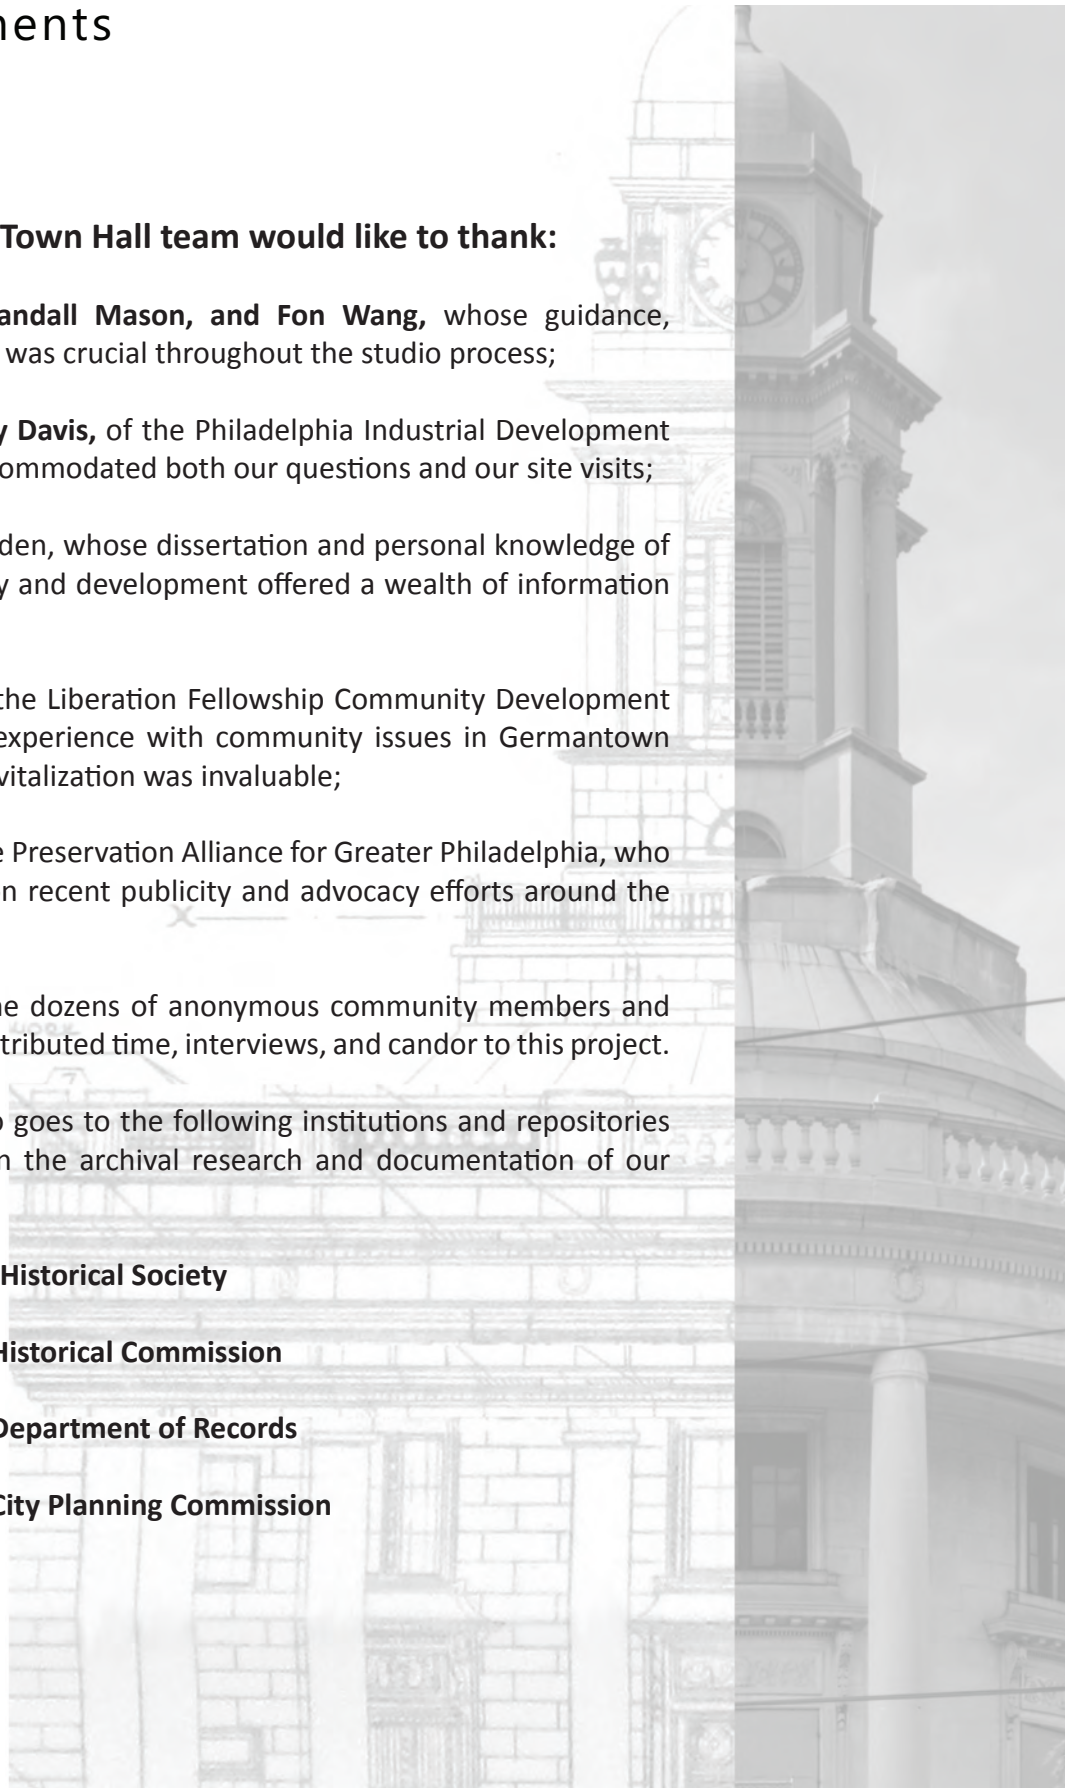 ments
Town Hall team would like to thank:
andall Mason, and Fon Wang, whose guidance,
was crucial throughout the studio process;
y Davis, of the Philadelphia Industrial Development
commodated both our questions and our site visits;
den, whose dissertation and personal knowledge of
y and development offered a wealth of information
the Liberation Fellowship Community Development
experience with community issues in Germantown
vitalization was invaluable;
e Preservation Alliance for Greater Philadelphia, who
n recent publicity and advocacy efforts around the
he dozens of anonymous community members and
tributed time, interviews, and candor to this project.
o goes to the following institutions and repositories
n the archival research and documentation of our
Historical Society
Historical Commission
Department of Records
City Planning Commission